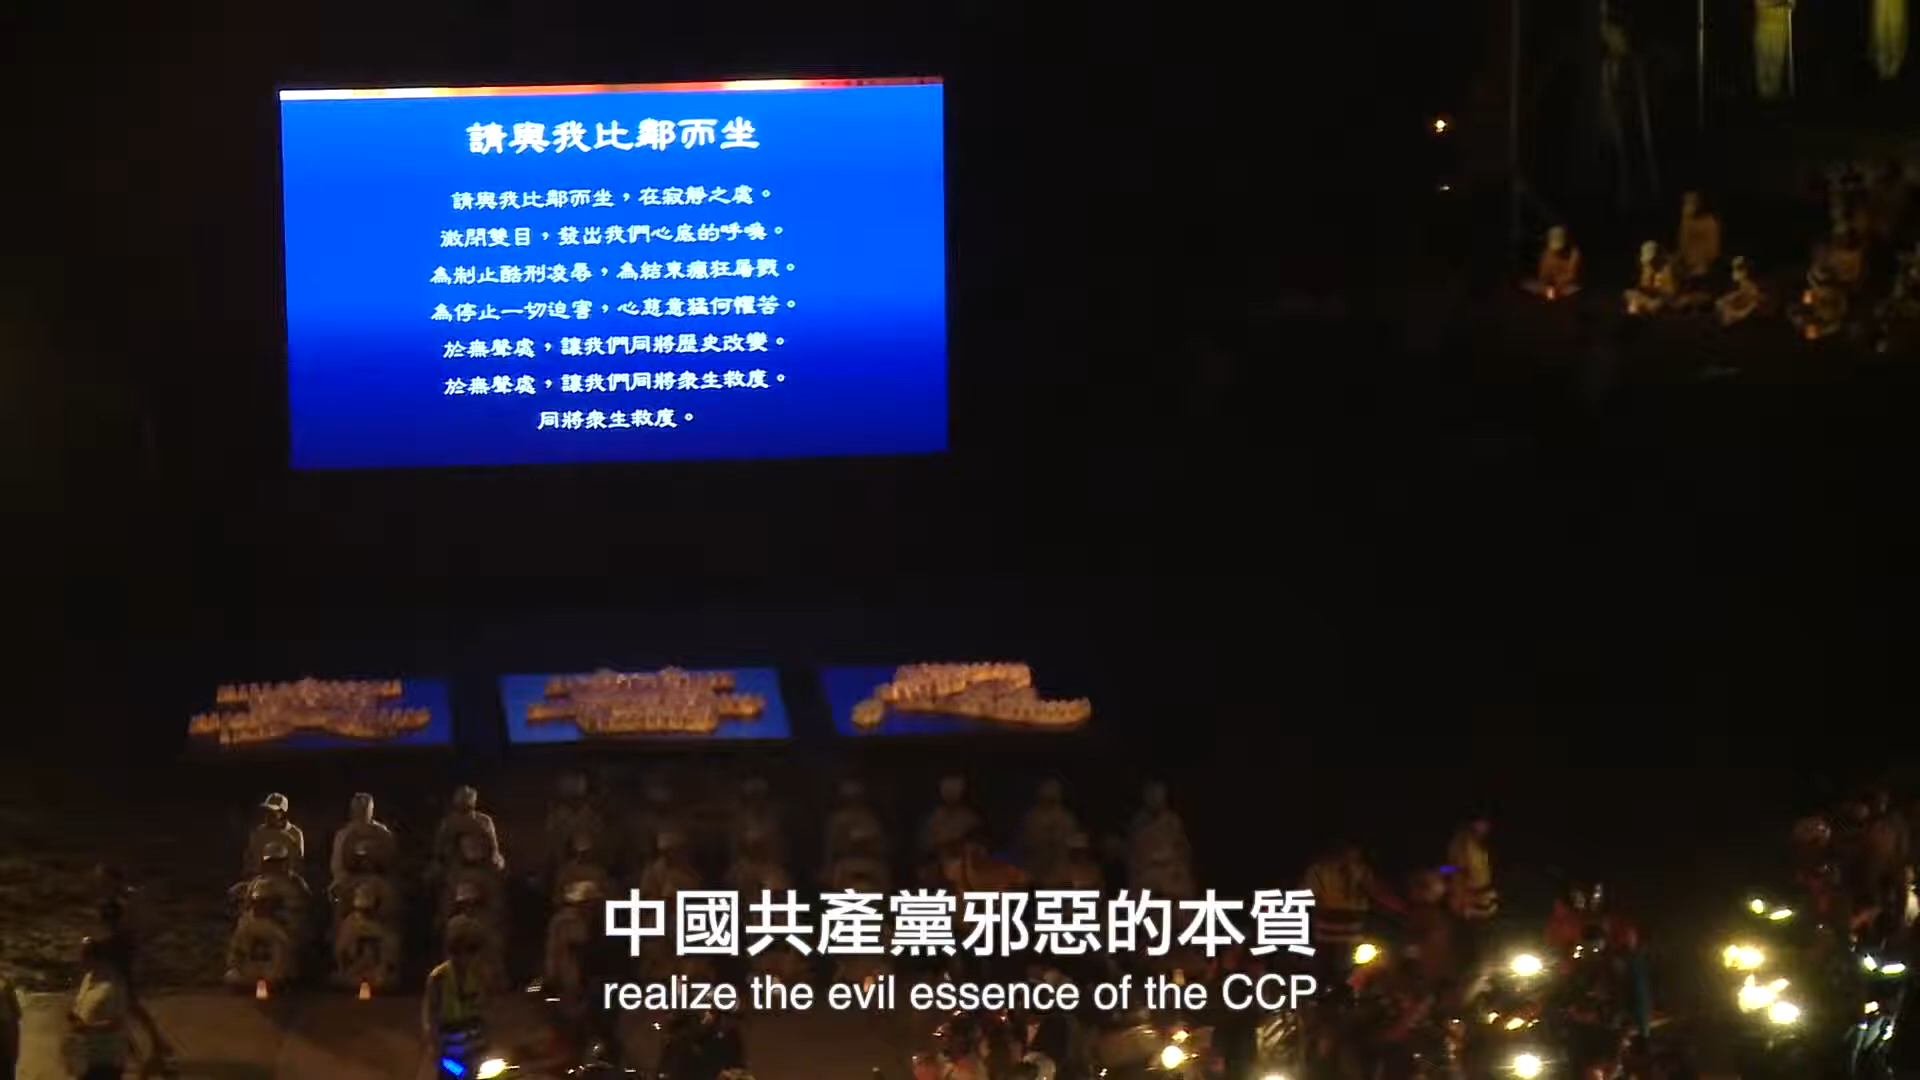 請與我比鄰而坐
請與我比鄰而坐，在寂靜之處。
微閉雙目，發出我們心底的呼喚。
為制止酷刑凌辱，為結束瘋狂屠戮。
為停止一切迫害，心慈意猛何懼苦。
於無聲處，讓我們同將歷史改變。
於無聲處，讓我們同將衆生救度。
同將衆生救度。
中國共產黨邪惡的本質
realize the evil essence of the CCP